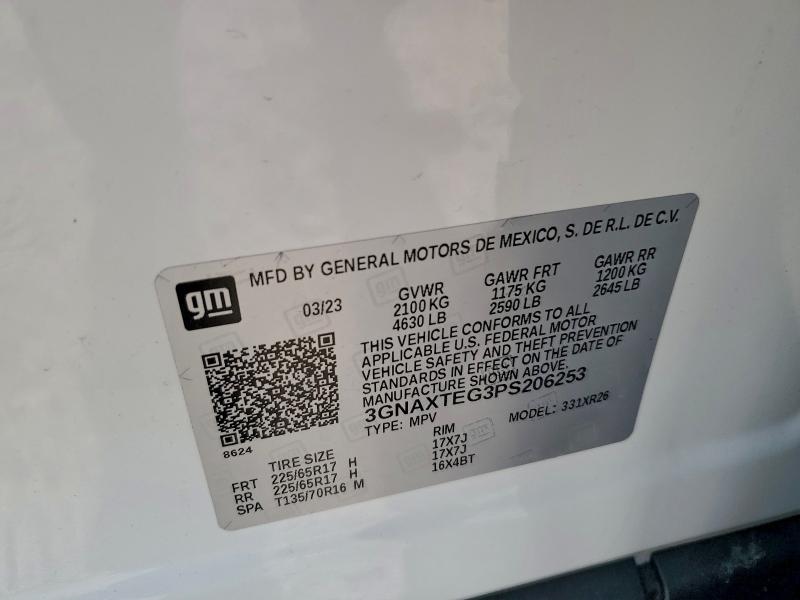 gm MFD BY GENERAL MOTORS DE MEXICO, S. DE R.L. DE C.V.
03/23 GVWR GAWR FRT GAWR RR
2100 KG 1175 KG 1200 KG
4630 LB 2590 LB 2645 LB
THIS VEHICLE CONFORMS TO ALL
APPLICABLE U.S. FEDERAL MOTOR
VEHICLE SAFETY AND THEFT PREVENTION
STANDARDS IN EFFECT ON THE DATE OF
MANUFACTURE SHOWN ABOVE.
3GNAXTEG3PS206253
TYPE: MPV MODEL: 331XR26
8624
TIRE SIZE RIM
FRT 225/65R17 H 17X7J
RR 225/65R17 H 17X7J
SPA T135/70R16 M 16X4BT